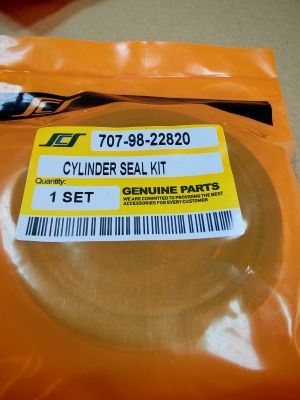 SCS 707-98-22820
CYLINDER SEAL KIT
Quantity:
1 SET
GENUINE PARTS
WE ARE COMMITTED TO PROVIDING THE BEST
ACCESSORIES FOR EVERY CUSTOMER